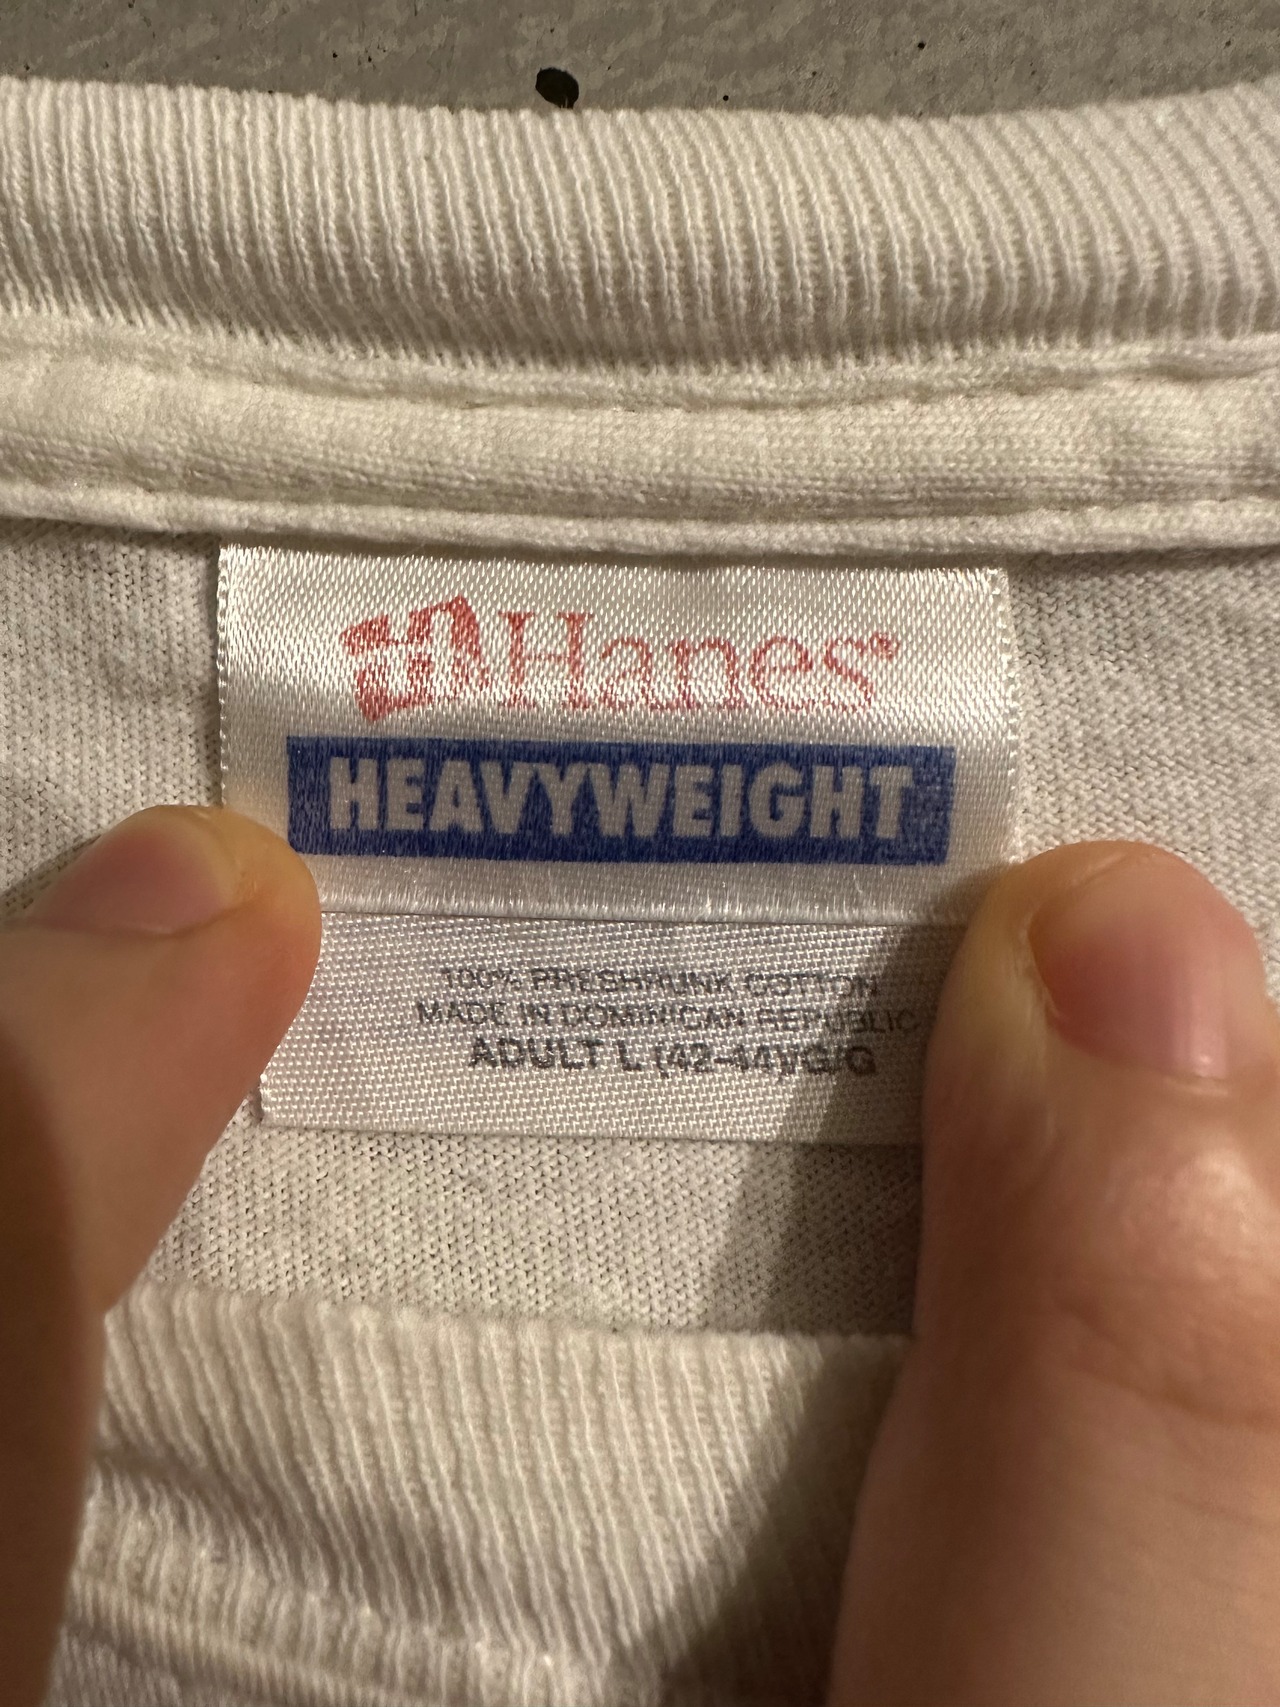 H Hanes®
HEAVYWEIGHT
100% PRESHRUNK COTTON
MADE IN DOMINICAN REPUBLIC
ADULT L (42-44)/G/G